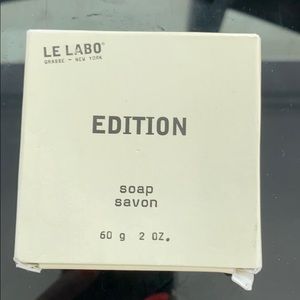 LE LABO®
GRASSE — NEW YORK
EDITION
soap
savon
60 g 2 OZ.